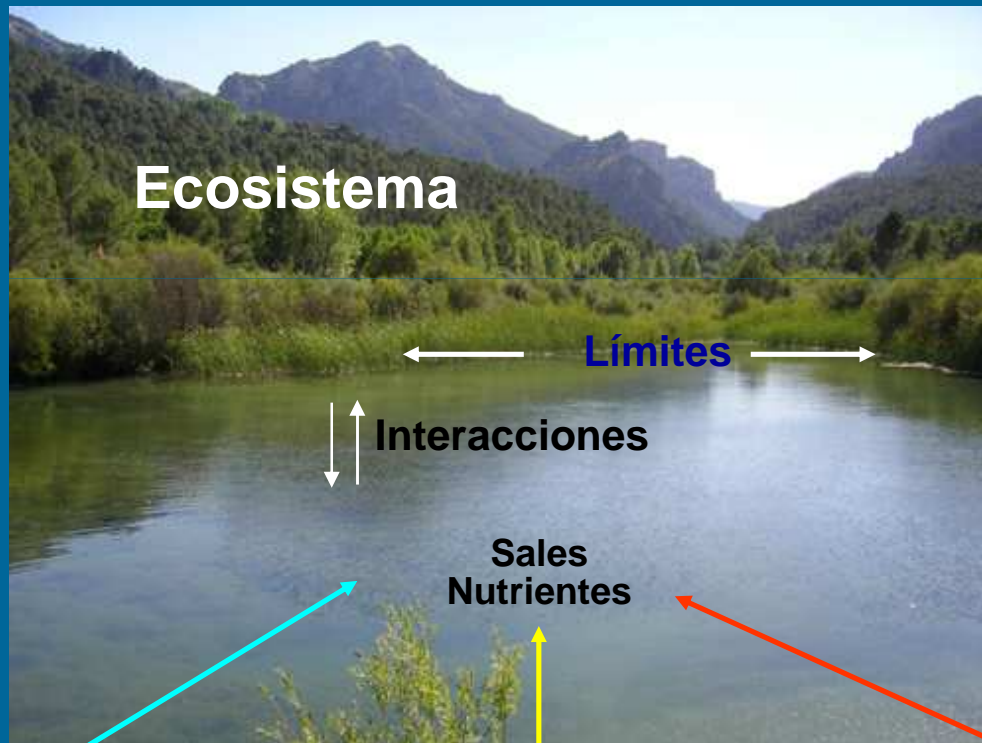 Ecosistema
Límites
Interacciones
Sales
Nutrientes